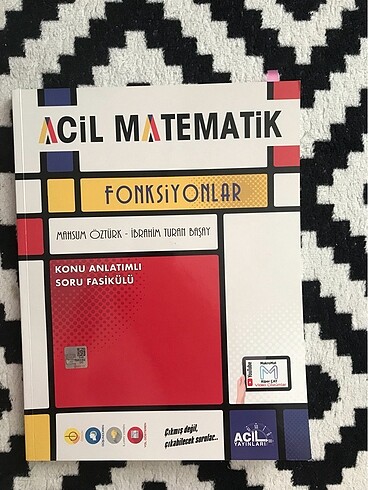 ACİL MATEMATİK
FONKSİYONLAR
MAHSUM ÖZTÜRK - İBRAHİM TURAN BAŞAY
KONU ANLATIMLI
SORU FASİKÜLÜ
YouTube
Çıkmış değil,
çıkabilecek sorular..
ACİL
YAYINLARI